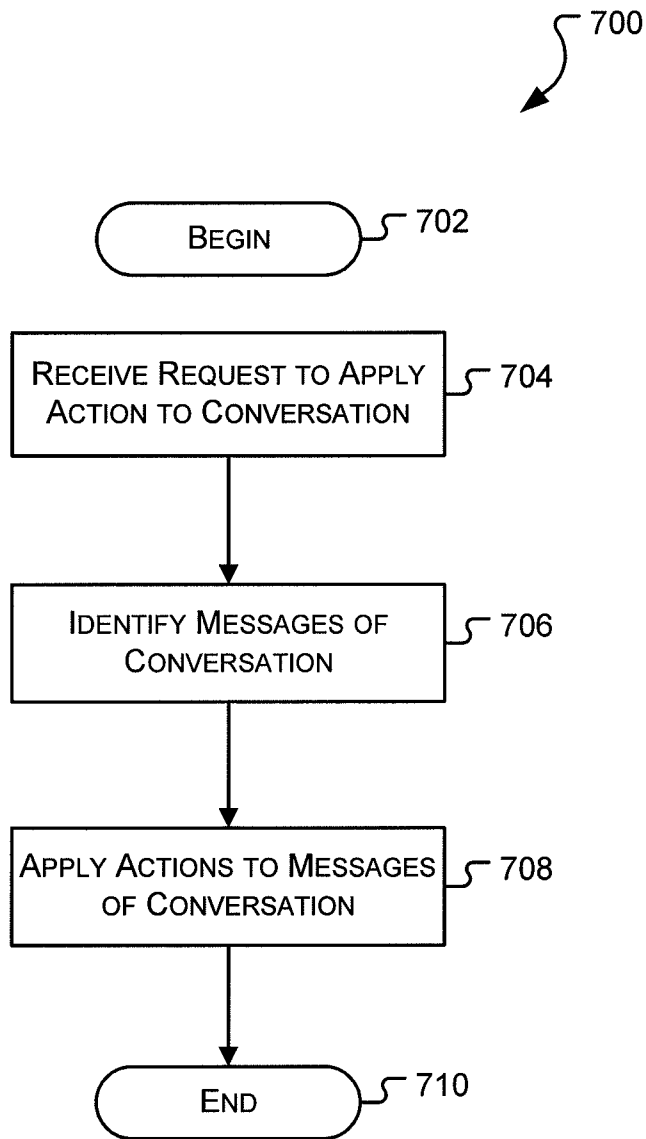 700
BEGIN
702
RECEIVE REQUEST TO APPLY
ACTION TO CONVERSATION
704
IDENTIFY MESSAGES OF
CONVERSATION
706
APPLY ACTIONS TO MESSAGES
OF CONVERSATION
708
END
710